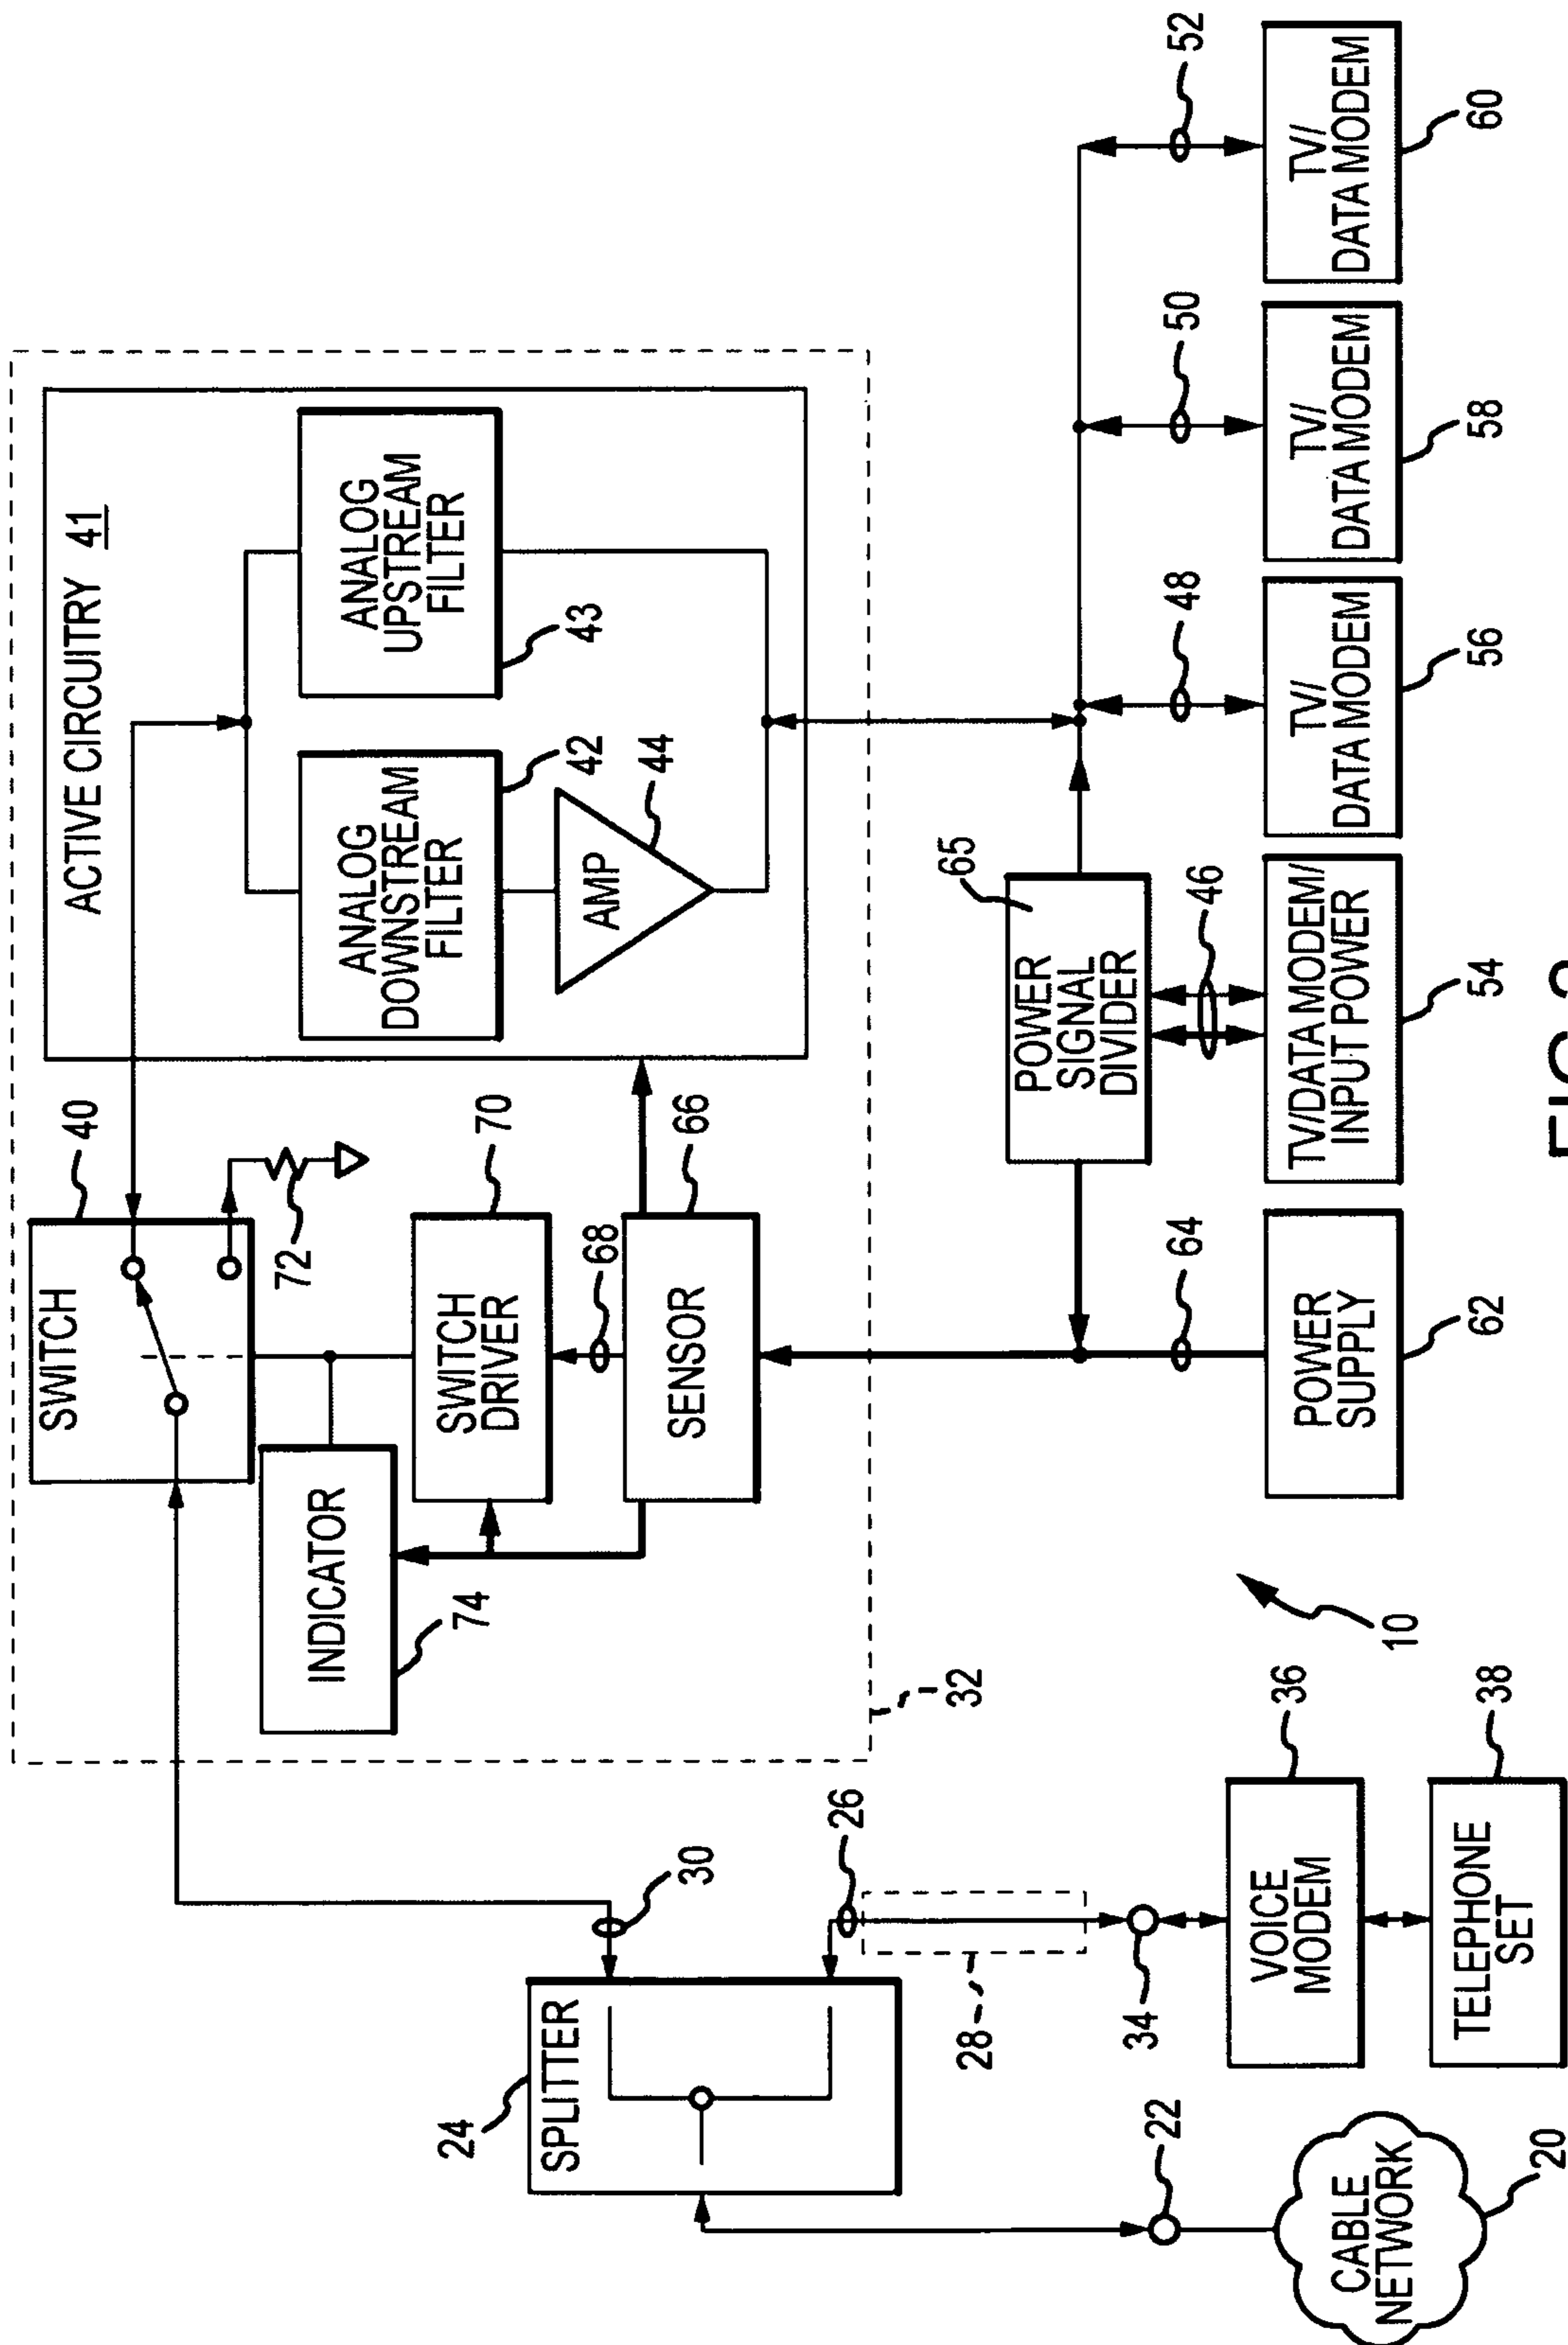 24
SPLITTER
30
26
28
34
22
CABLE
NETWORK
20
VOICE
MODEM
36
TELEPHONE
SET
38
10
32
SWITCH
40
72
INDICATOR
74
SWITCH
DRIVER
70
68
SENSOR
66
ACTIVE CIRCUITRY 41
ANALOG
DOWNSTREAM
FILTER
42
AMP
44
ANALOG
UPSTREAM
FILTER
43
POWER
SIGNAL
DIVIDER
65
64
46
48
50
52
POWER
SUPPLY
62
TV/DATA MODEM/
INPUT POWER
54
TV/
DATA MODEM
56
TV/
DATA MODEM
58
TV/
DATA MODEM
60